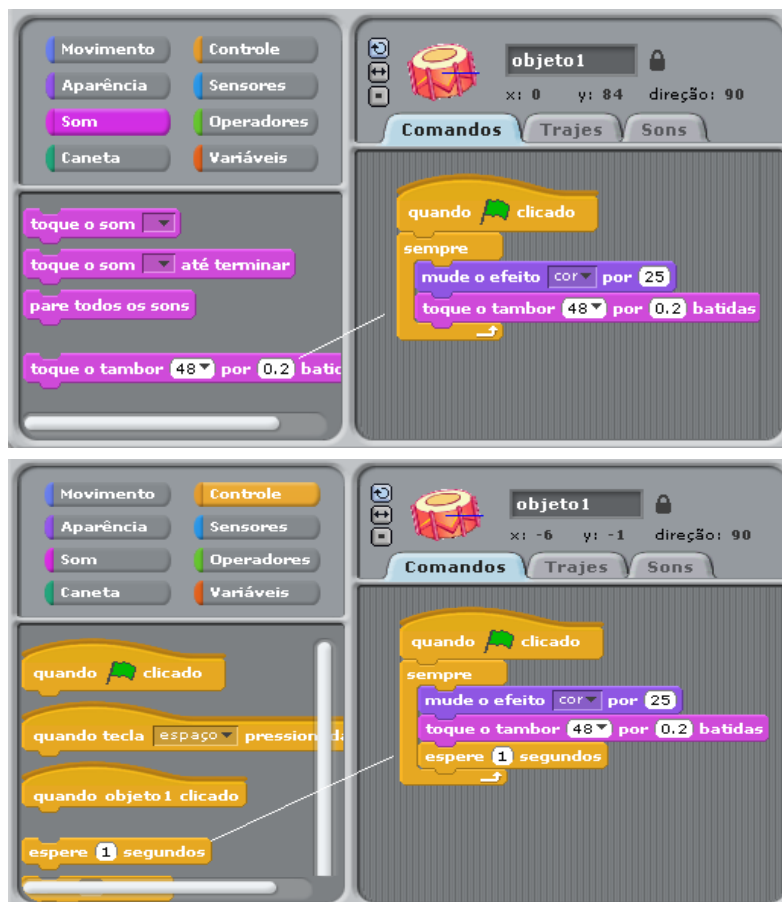 Movimento Controle
Aparência Sensores
Som Operadores
Caneta Variáveis
toque o som
toque o som até terminar
pare todos os sons
toque o tambor 48 por 0.2 batid
objeto1
x: 0 y: 84 direção: 90
Comandos Trajes Sons
quando clicado
sempre
mude o efeito cor por 25
toque o tambor 48 por 0.2 batidas
Movimento Controle
Aparência Sensores
Som Operadores
Caneta Variáveis
quando clicado
quando tecla espaço pressionada
quando objeto1 clicado
espere 1 segundos
objeto1
x: -6 y: -1 direção: 90
Comandos Trajes Sons
quando clicado
sempre
mude o efeito cor por 25
toque o tambor 48 por 0.2 batidas
espere 1 segundos